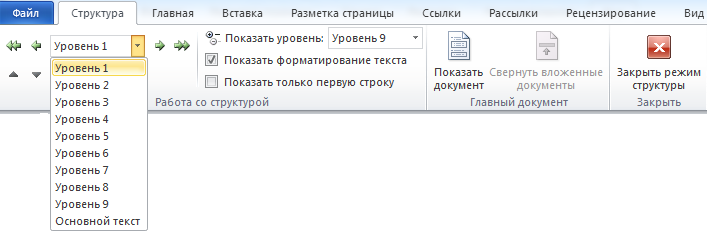 Файл Структура Главная Вставка Разметка страницы Ссылки Рассылки Рецензирование Вид
Уровень 1
Показать уровень: Уровень 9
Показать форматирование текста
Показать только первую строку
Работа со структурой
Показать документ
Свернуть вложенные документы
Главный документ
Закрыть режим структуры
Закрыть
Уровень 1
Уровень 2
Уровень 3
Уровень 4
Уровень 5
Уровень 6
Уровень 7
Уровень 8
Уровень 9
Основной текст